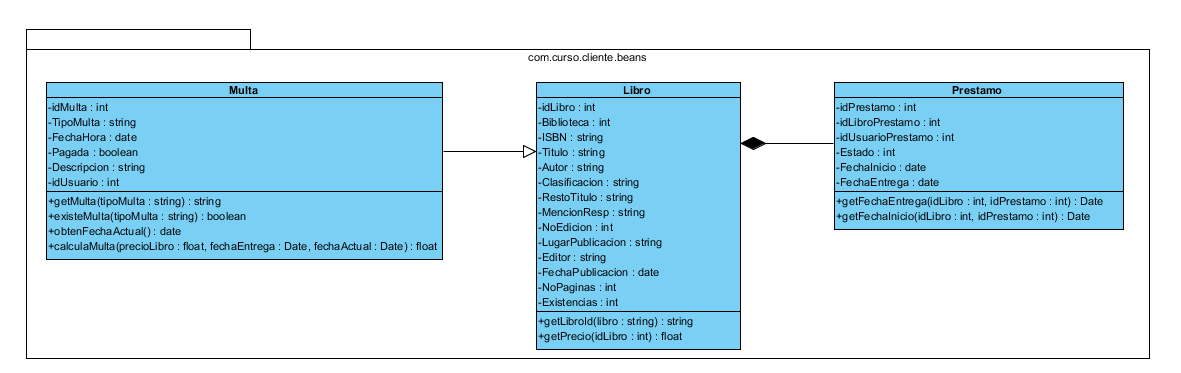 com.curso.cliente.beans
Multa
-idMulta : int
-TipoMulta : string
-FechaHora : date
-Pagada : boolean
-Descripcion : string
-idUsuario : int
+getMulta(tipoMulta : string) : string
+existeMulta(tipoMulta : string) : boolean
+obtenFechaActual() : date
+calculaMulta(precioLibro : float, fechaEntrega : Date, fechaActual : Date) : float
Libro
-idLibro : int
-Biblioteca : int
-ISBN : string
-Titulo : string
-Autor : string
-Clasificacion : string
-RestoTitulo : string
-MencionResp : string
-NoEdicion : int
-LugarPublicacion : string
-Editor : string
-FechaPublicacion : date
-NoPaginas : int
-Existencias : int
+getLibroId(libro : string) : string
+getPrecio(idLibro : int) : float
Prestamo
-idPrestamo : int
-idLibroPrestamo : int
-idUsuarioPrestamo : int
-Estado : int
-FechaInicio : date
-FechaEntrega : date
+getFechaEntrega(idLibro : int, idPrestamo : int) : Date
+getFechaInicio(idLibro : int, idPrestamo : int) : Date